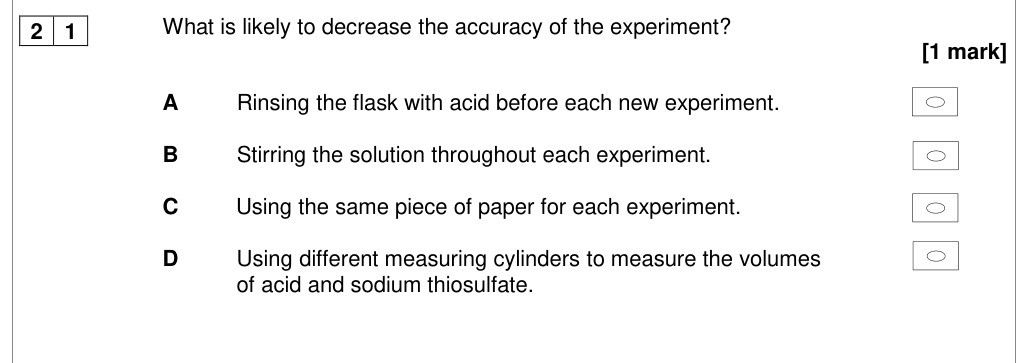 2 1 What is likely to decrease the accuracy of the experiment?
[1 mark]
A Rinsing the flask with acid before each new experiment.
B Stirring the solution throughout each experiment.
C Using the same piece of paper for each experiment.
D Using different measuring cylinders to measure the volumes
of acid and sodium thiosulfate.